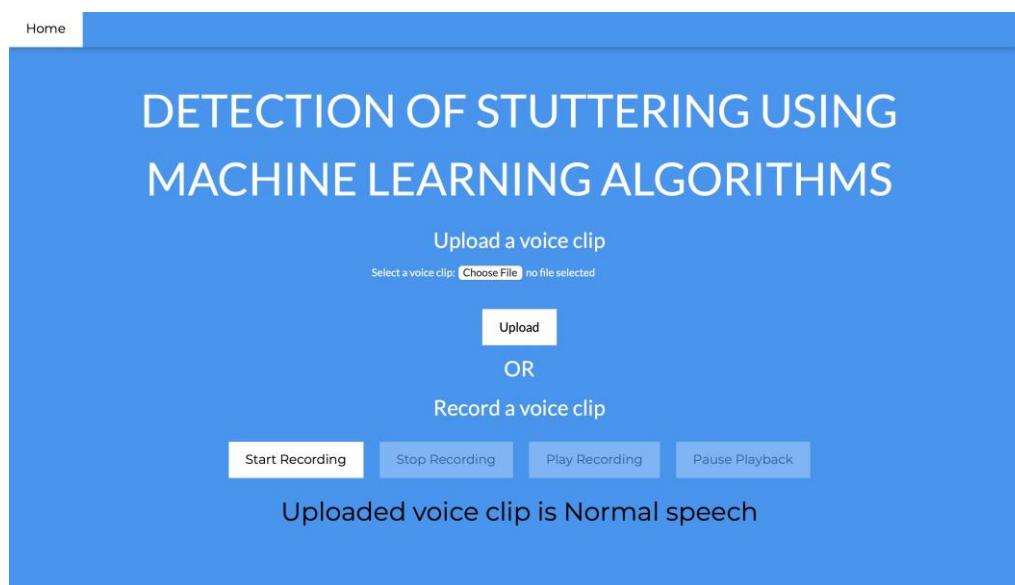 Home
DETECTION OF STUTTERING USING
MACHINE LEARNING ALGORITHMS
Upload a voice clip
Select a voice clip: Choose File no file selected
Upload
OR
Record a voice clip
Start Recording Stop Recording Play Recording Pause Playback
Uploaded voice clip is Normal speech